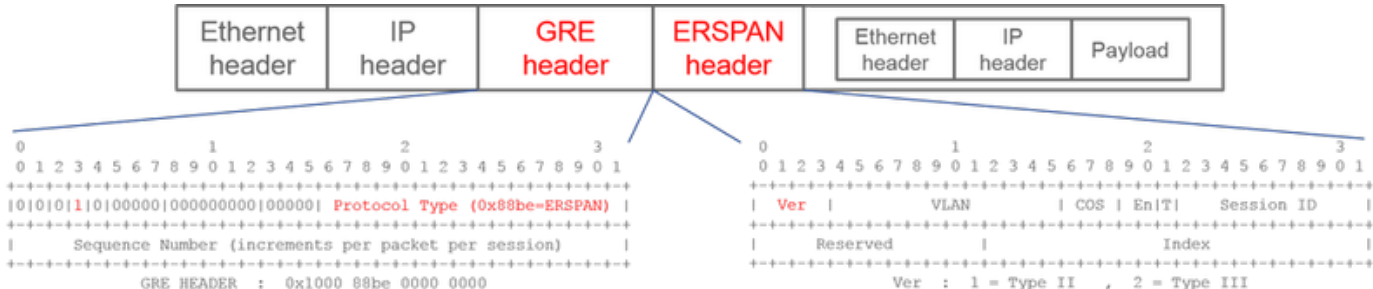 Ethernet header
IP header
GRE header
ERSPAN header
Ethernet header
IP header
Payload
0 1 2 3
0 1 2 3 4 5 6 7 8 9 0 1 2 3 4 5 6 7 8 9 0 1 2 3 4 5 6 7 8 9 0 1
+-+-+-+-+-+-+-+-+-+-+-+-+-+-+-+-+-+-+-+-+-+-+-+-+-+-+-+-+-+-+-+-+
|0|0|0|1|0|00000|000000000|00000| Protocol Type (0x88be=ERSPAN) |
+-+-+-+-+-+-+-+-+-+-+-+-+-+-+-+-+-+-+-+-+-+-+-+-+-+-+-+-+-+-+-+-+
| Sequence Number (increments per packet per session) |
+-+-+-+-+-+-+-+-+-+-+-+-+-+-+-+-+-+-+-+-+-+-+-+-+-+-+-+-+-+-+-+-+
GRE HEADER : 0x1000 88be 0000 0000
0 1 2 3
0 1 2 3 4 5 6 7 8 9 0 1 2 3 4 5 6 7 8 9 0 1 2 3 4 5 6 7 8 9 0 1
+-+-+-+-+-+-+-+-+-+-+-+-+-+-+-+-+-+-+-+-+-+-+-+-+-+-+-+-+-+-+-+-+
| Ver | VLAN | COS | En|T| Session ID |
+-+-+-+-+-+-+-+-+-+-+-+-+-+-+-+-+-+-+-+-+-+-+-+-+-+-+-+-+-+-+-+-+
| Reserved | Index |
+-+-+-+-+-+-+-+-+-+-+-+-+-+-+-+-+-+-+-+-+-+-+-+-+-+-+-+-+-+-+-+-+
Ver : 1 = Type II , 2 = Type III